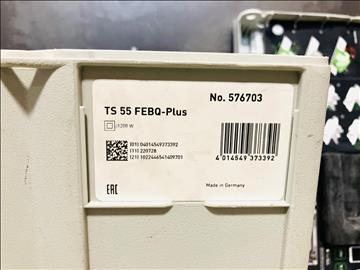 No. 576703
TS 55 FEBQ-Plus
1200 W
(01) 04014549373392
(11) 220728
(21) 1022446541409701
4 014549 373392
EAC
Made in Germany